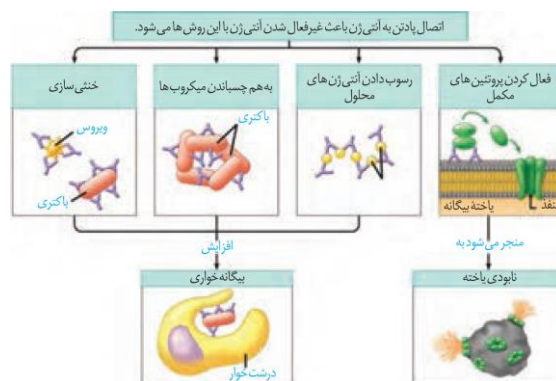 اتصال پادتن به آنتی‌ژن باعث غیرفعال شدن آنتی‌ژن با این روش‌ها می‌شود.
خنثی‌سازی
به هم چسباندن میکروب‌ها
رسوب دادن آنتی‌ژن‌های
محلول
فعال کردن پروتئین‌های
مکمل
ویروس
باکتری
باکتری
یاختهٔ بیگانه
منفذ
افزایش
منجر می‌شود به
بیگانه‌خواری
نابودی یاخته
درشت‌خوار